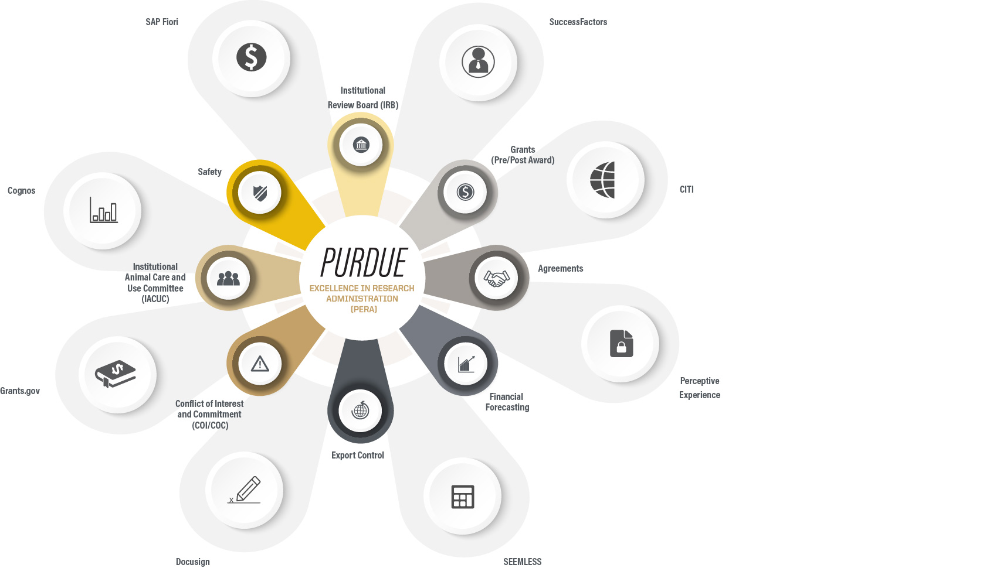 SAP Fiori
SuccessFactors
Institutional
Review Board (IRB)
Grants
(Pre/Post Award)
Safety
Cognos
CITI
Institutional
Animal Care and
Use Committee
(IACUC)
PURDUE
EXCELLENCE IN RESEARCH
ADMINISTRATION
(PERA)
Agreements
Grants.gov
Conflict of Interest
and Commitment
(COI/COC)
Financial
Forecasting
Perceptive
Experience
Export Control
x
Docusign
SEEMLESS